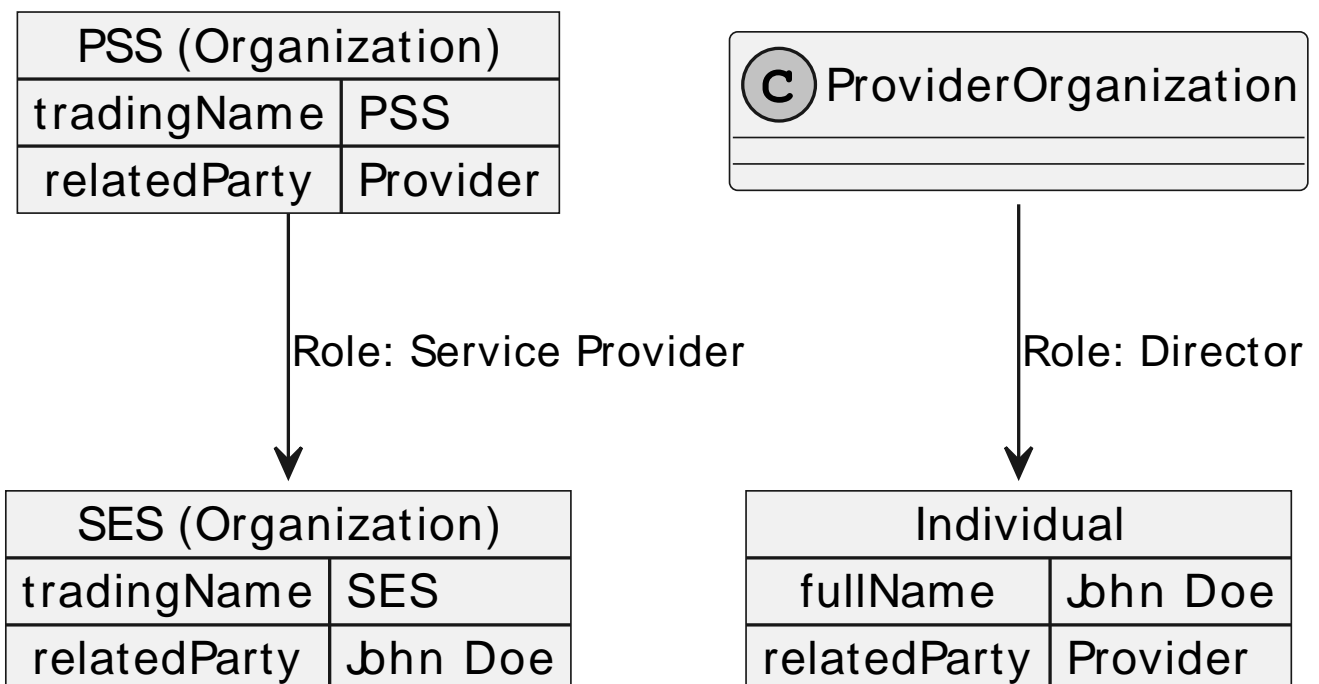 PSS (Organization)
tradingName PSS
relatedParty Provider
C ProviderOrganization
Role: Service Provider
Role: Director
SES (Organization)
tradingName SES
relatedParty John Doe
Individual
fullName John Doe
relatedParty Provider